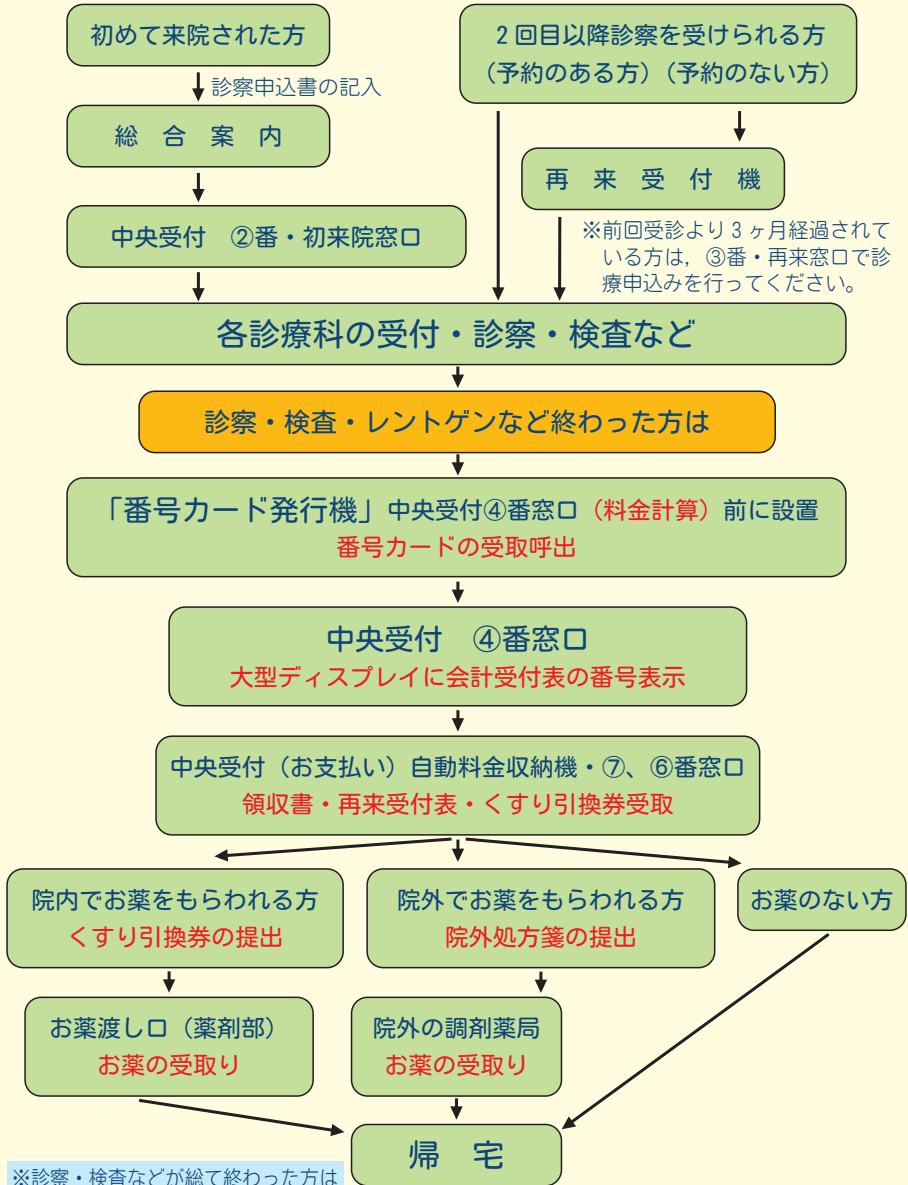 初めて来院された方
2回目以降診察を受けられる方
（予約のある方）（予約のない方）
診察申込書の記入
総　合　案　内
再　来　受　付　機
中央受付　②番・初来院窓口
※前回受診より3ヶ月経過されて
いる方は，③番・再来窓口で診
療申込みを行ってください。
各診療科の受付・診察・検査など
診察・検査・レントゲンなど終わった方は
「番号カード発行機」中央受付④番窓口（料金計算）前に設置
番号カードの受取呼出
中央受付　④番窓口
大型ディスプレイに会計受付表の番号表示
中央受付（お支払い）自動料金収納機・⑦、⑥番窓口
領収書・再来受付表・くすり引換券受取
院内でお薬をもらわれる方
くすり引換券の提出
院外でお薬をもらわれる方
院外処方箋の提出
お薬のない方
お薬渡し口（薬剤部）
お薬の受取り
院外の調剤薬局
お薬の受取り
帰　宅
※診察・検査などが総て終わった方は